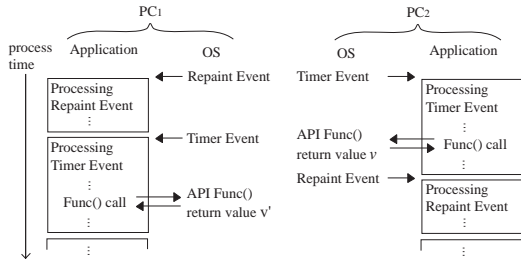 PC1
PC2
process
time
Application
OS
OS
Application
Repaint Event
Timer Event
Processing
Repaint Event
⋮
Processing
Timer Event
⋮
Func() call
Timer Event
API Func()
return value v
Processing
Timer Event
⋮
Func() call
API Func()
return value v'
⋮
Repaint Event
Processing
Repaint Event
⋮
⋮